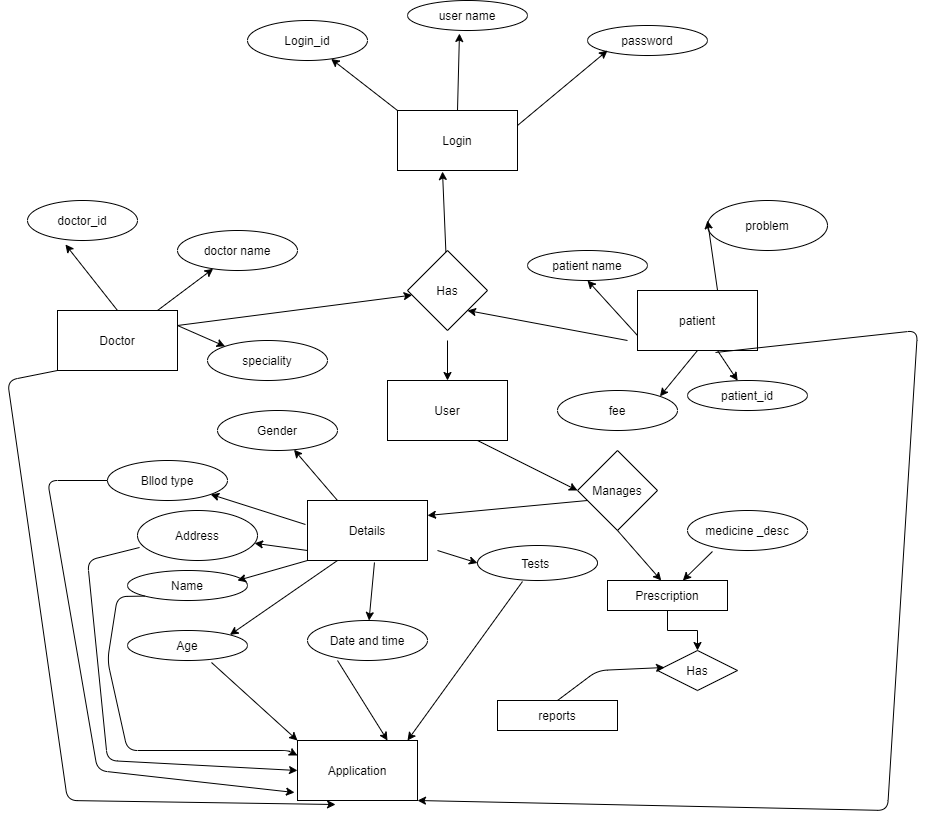 user name
Login_id
password
Login
doctor_id
doctor name
problem
patient name
Has
patient
Doctor
speciality
patient_id
fee
User
Gender
Bllod type
Manages
Details
medicine _desc
Address
Tests
Name
Prescription
Age
Date and time
Has
reports
Application